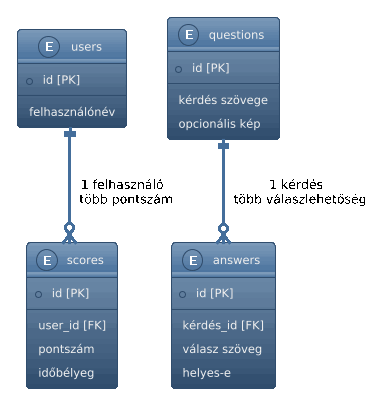 E users
id [PK]
felhasználónév
E questions
id [PK]
kérdés szövege
opcionális kép
1 felhasználó
több pontszám
1 kérdés
több válaszlehetőség
E scores
id [PK]
user_id [FK]
pontszám
időbélyeg
E answers
id [PK]
kérdés_id [FK]
válasz szöveg
helyes-e